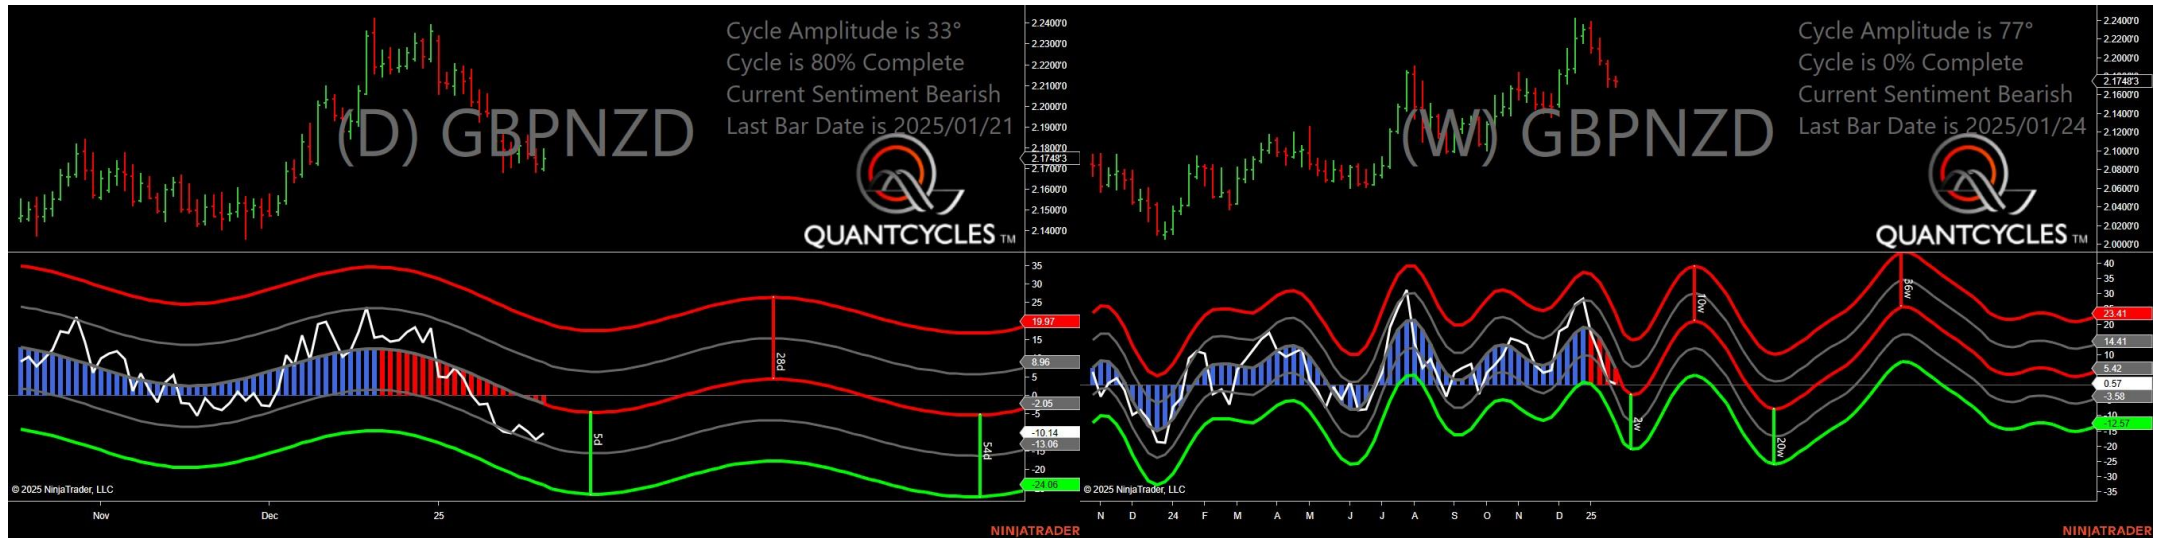 Cycle Amplitude is 33°
Cycle is 80% Complete
Current Sentiment Bearish
Last Bar Date is 2025/01/21
(D) GBPNZD
QUANTCYCLES TM
2.2400'0
2.2300'0
2.2200'0
2.2100'0
2.2000'0
2.1900'0
2.1800'0
2.1748'3
2.1700'0
2.1600'0
2.1500'0
2.1400'0
35
30
25
19.97
15
10
8.96
5
0
-2.05
-5
-10.14
-13.06
-15
-20
-24.06
28d
5d
54d
© 2025 NinjaTrader, LLC
Nov
Dec
25
NINJATRADER
Cycle Amplitude is 77°
Cycle is 0% Complete
Current Sentiment Bearish
Last Bar Date is 2025/01/24
(W) GBPNZD
QUANTCYCLES TM
2.2400'0
2.2200'0
2.2000'0
2.1748'3
2.1600'0
2.1400'0
2.1200'0
2.1000'0
2.0800'0
2.0600'0
2.0400'0
2.0200'0
2.0000'0
40
35
30
23.41
20
14.41
10
5.42
0.57
-3.58
-10
-12.57
-15
-20
-25
-30
-35
10w
36w
2w
20w
© 2025 NinjaTrader, LLC
N D 24 F M A M J J A S O N D 25
NINJATRADER